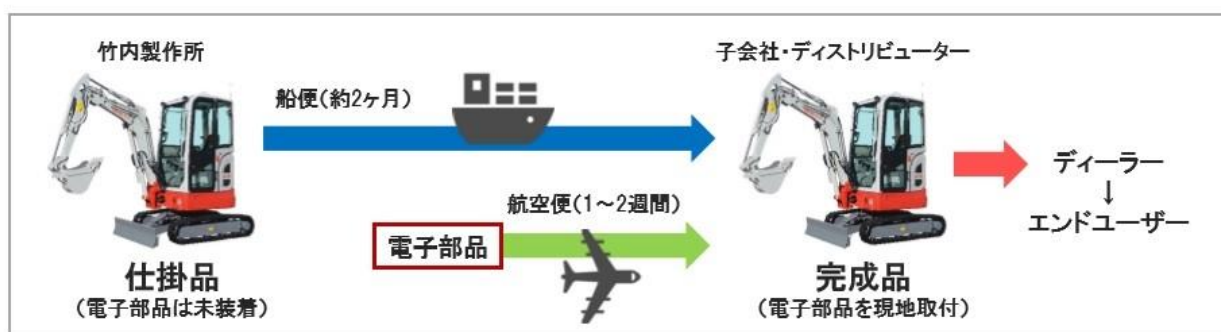 竹内製作所
子会社・ディストリビューター
船便(約2ヶ月)
ディーラー
↓
エンドユーザー
航空便(1～2週間)
電子部品
仕掛品
(電子部品は未装着)
完成品
(電子部品を現地取付)